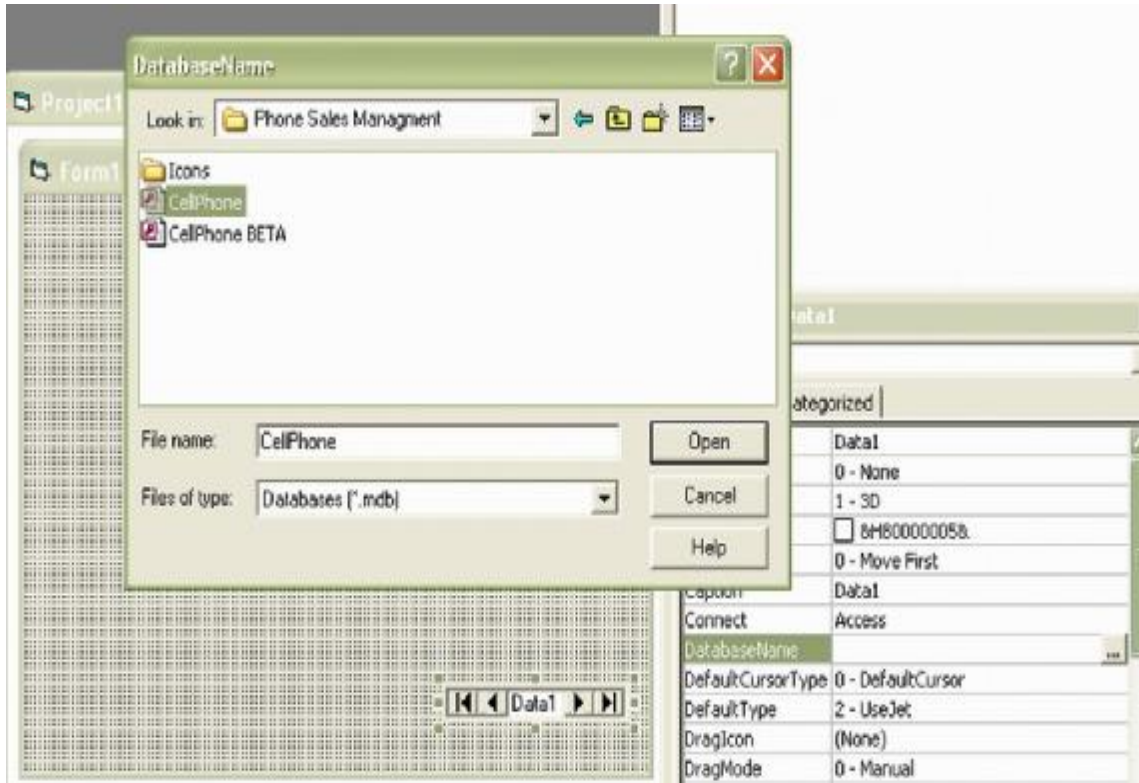 DatabaseName
Project1
Look in: Phone Sales Managment
Form1
Icons
CellPhone
CellPhone BETA
File name: CellPhone
Open
Files of type: Databases (*.mdb)
Cancel
Help
Data1
ategorized
Data1
0 - None
1 - 3D
&H80000005&
0 - Move First
Caption Data1
Connect Access
DatabaseName ...
DefaultCursorType 0 - DefaultCursor
DefaultType 2 - UseJet
DragIcon (None)
DragMode 0 - Manual
Data1